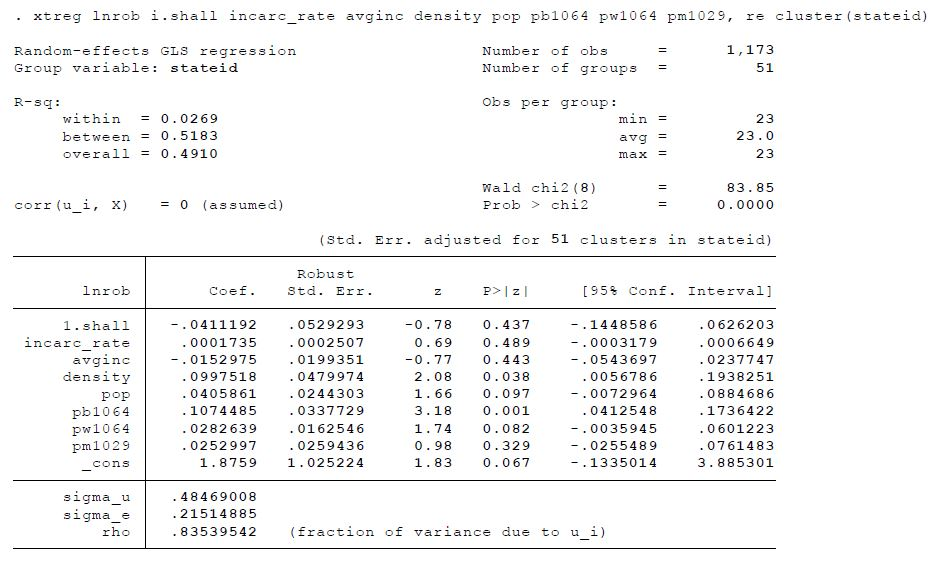 . xtreg lnrob i.shall incarc_rate avginc density pop pb1064 pw1064 pm1029, re cluster(stateid)
Random-effects GLS regression Number of obs = 1,173
Group variable: stateid Number of groups = 51
R-sq: Obs per group:
within = 0.0269 min = 23
between = 0.5183 avg = 23.0
overall = 0.4910 max = 23
Wald chi2(8) = 83.85
corr(u_i, X) = 0 (assumed) Prob > chi2 = 0.0000
(Std. Err. adjusted for 51 clusters in stateid)
Robust
lnrob Coef. Std. Err. z P>|z| [95% Conf. Interval]
1.shall -.0411192 .0529293 -0.78 0.437 -.1448586 .0626203
incarc_rate .0001735 .0002507 0.69 0.489 -.0003179 .0006649
avginc -.0152975 .0199351 -0.77 0.443 -.0543697 .0237747
density .0997518 .0479974 2.08 0.038 .0056786 .1938251
pop .0405861 .0244303 1.66 0.097 -.0072964 .0884686
pb1064 .1074485 .0337729 3.18 0.001 .0412548 .1736422
pw1064 .0282639 .0162546 1.74 0.082 -.0035945 .0601223
pm1029 .0252997 .0259436 0.98 0.329 -.0255489 .0761483
_cons 1.8759 1.025224 1.83 0.067 -.1335014 3.885301
sigma_u .48469008
sigma_e .21514885
rho .83539542 (fraction of variance due to u_i)